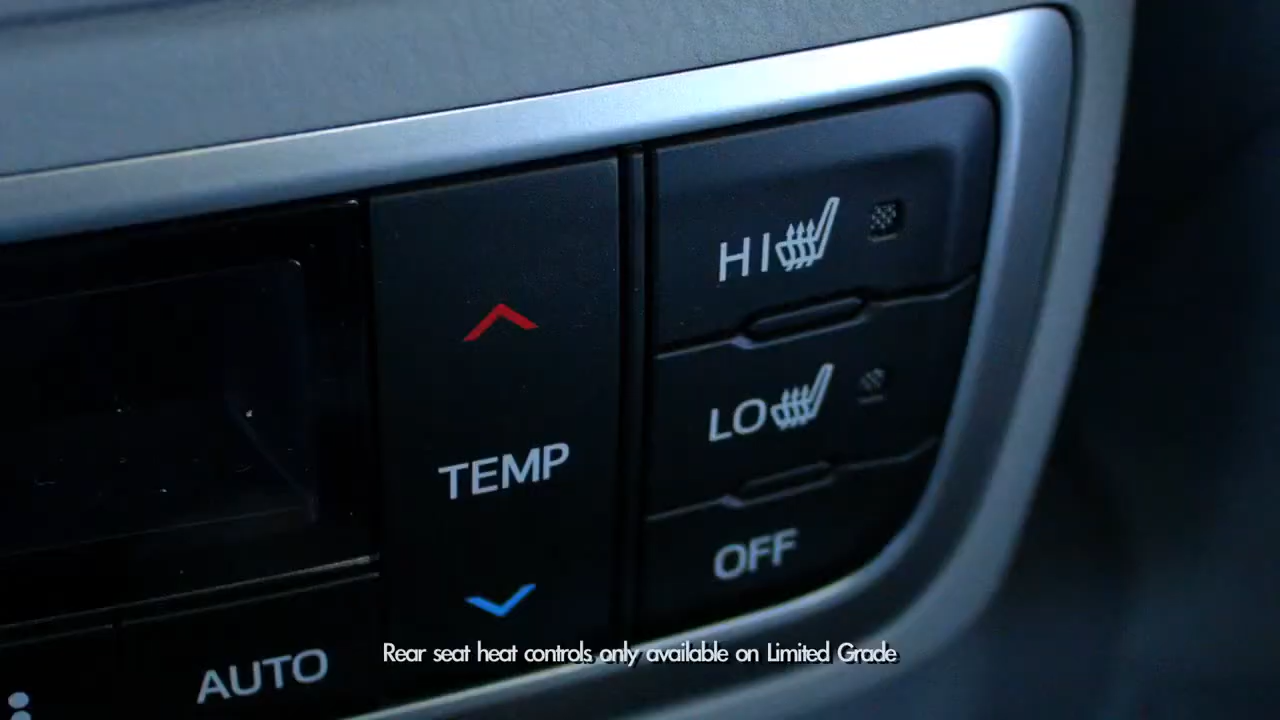 HI
LO
TEMP
OFF
AUTO
Rear seat heat controls only available on Limited Grade